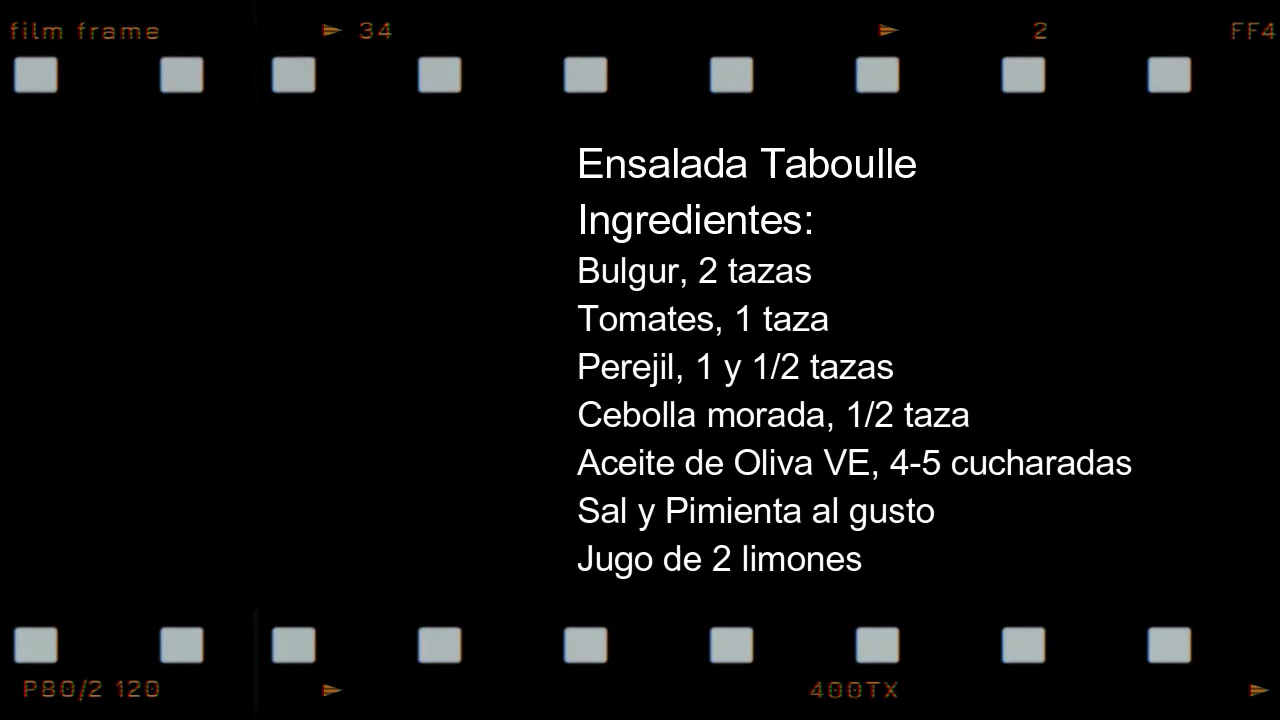 film frame 34 2 FF4
Ensalada Taboulle
Ingredientes:
Bulgur, 2 tazas
Tomates, 1 taza
Perejil, 1 y 1/2 tazas
Cebolla morada, 1/2 taza
Aceite de Oliva VE, 4-5 cucharadas
Sal y Pimienta al gusto
Jugo de 2 limones
P80/2 120 400TX